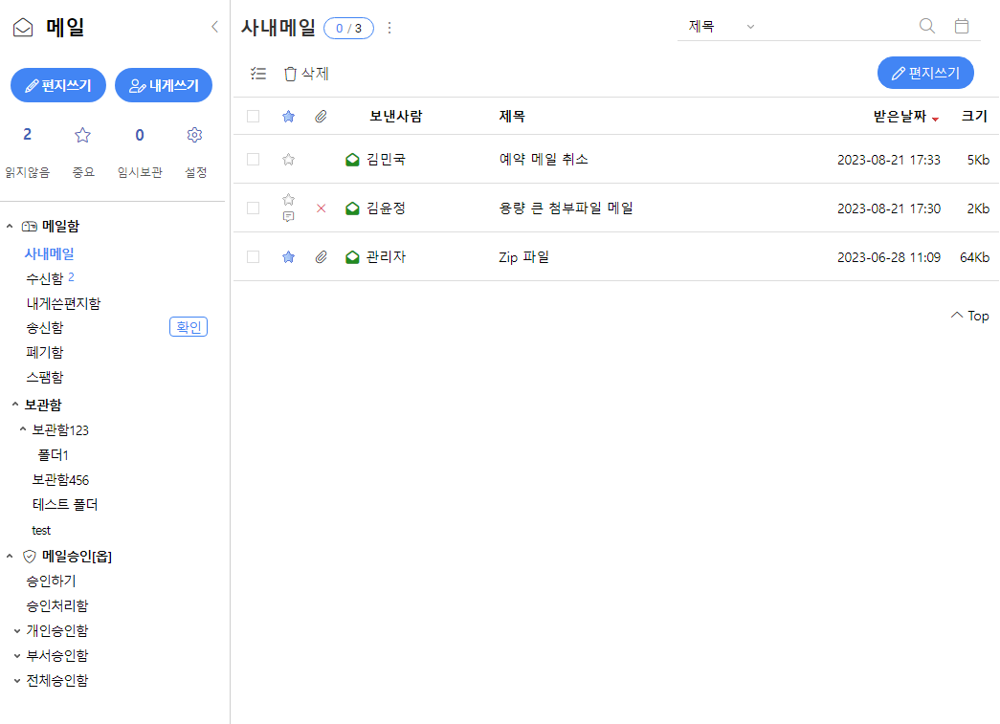 메일
편지쓰기 내게쓰기
2 0
읽지않음 중요 임시보관 설정
메일함
사내메일
수신함 2
내게쓴편지함
송신함 확인
폐기함
스팸함
보관함
보관함123
폴더1
보관함456
테스트 폴더
test
메일승인[옵]
승인하기
승인처리함
개인승인함
부서승인함
전체승인함
사내메일 0 / 3 제목
삭제 편지쓰기
보낸사람 제목 받은날짜 크기
김민국 예약 메일 취소 2023-08-21 17:33 5Kb
김윤정 용량 큰 첨부파일 메일 2023-08-21 17:30 2Kb
관리자 Zip 파일 2023-06-28 11:09 64Kb
Top